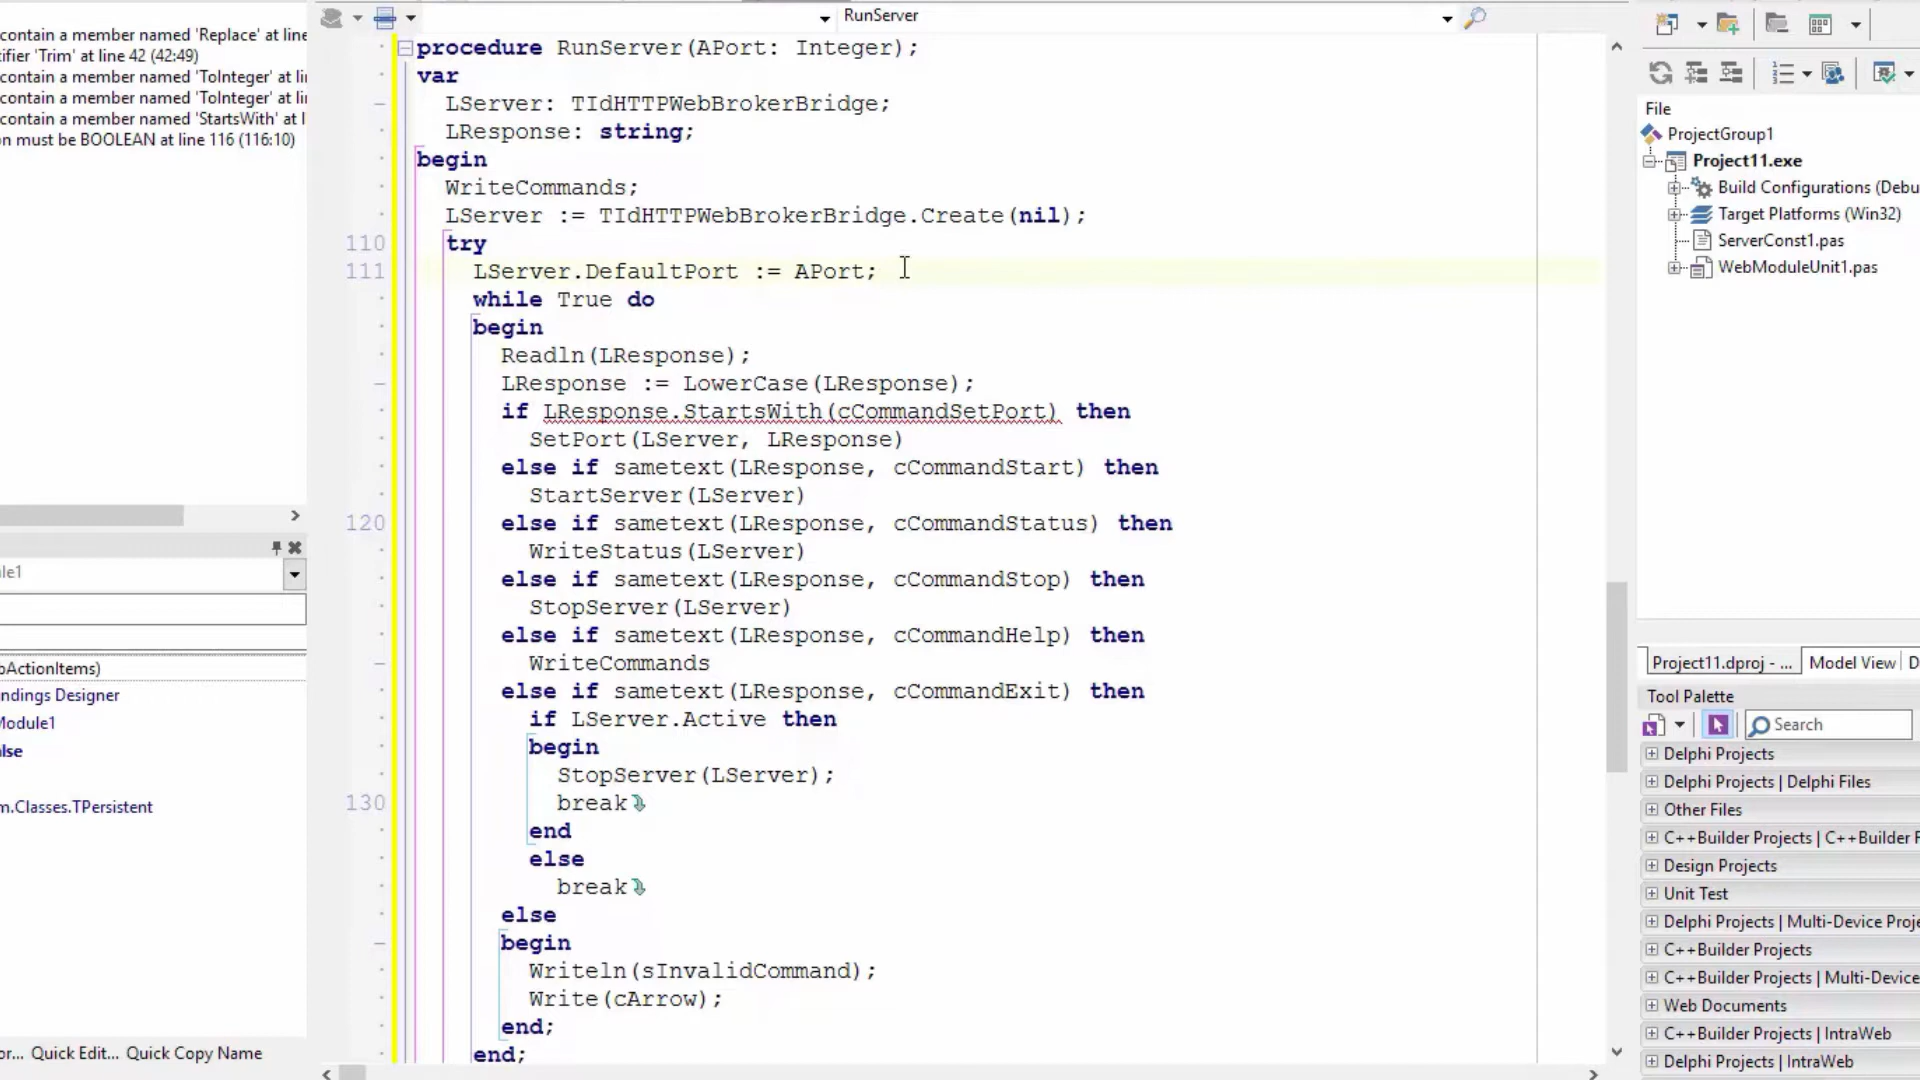 contain a member named 'Replace' at line
tifier 'Trim' at line 42 (42:49)
contain a member named 'ToInteger' at lin
contain a member named 'ToInteger' at lin
contain a member named 'StartsWith' at l
on must be BOOLEAN at line 116 (116:10)
le1
bActionItems)
ndings Designer
Module1
alse
m.Classes.TPersistent
or... Quick Edit... Quick Copy Name
RunServer
procedure RunServer(APort: Integer);
var
LServer: TIdHTTPWebBrokerBridge;
LResponse: string;
begin
WriteCommands;
LServer := TIdHTTPWebBrokerBridge.Create(nil);
110 try
111 LServer.DefaultPort := APort;
while True do
begin
Readln(LResponse);
LResponse := LowerCase(LResponse);
if LResponse.StartsWith(cCommandSetPort) then
SetPort(LServer, LResponse)
else if sametext(LResponse, cCommandStart) then
StartServer(LServer)
120 else if sametext(LResponse, cCommandStatus) then
WriteStatus(LServer)
else if sametext(LResponse, cCommandStop) then
StopServer(LServer)
else if sametext(LResponse, cCommandHelp) then
WriteCommands
else if sametext(LResponse, cCommandExit) then
if LServer.Active then
begin
StopServer(LServer);
130 break
end
else
break
else
begin
Writeln(sInvalidCommand);
Write(cArrow);
end;
end;
File
ProjectGroup1
Project11.exe
Build Configurations (Debu
Target Platforms (Win32)
ServerConst1.pas
WebModuleUnit1.pas
Project11.dproj - ... Model View D
Tool Palette
Search
Delphi Projects
Delphi Projects | Delphi Files
Other Files
C++Builder Projects | C++Builder F
Design Projects
Unit Test
Delphi Projects | Multi-Device Proje
C++Builder Projects
C++Builder Projects | Multi-Device
Web Documents
C++Builder Projects | IntraWeb
Delphi Projects | IntraWeb